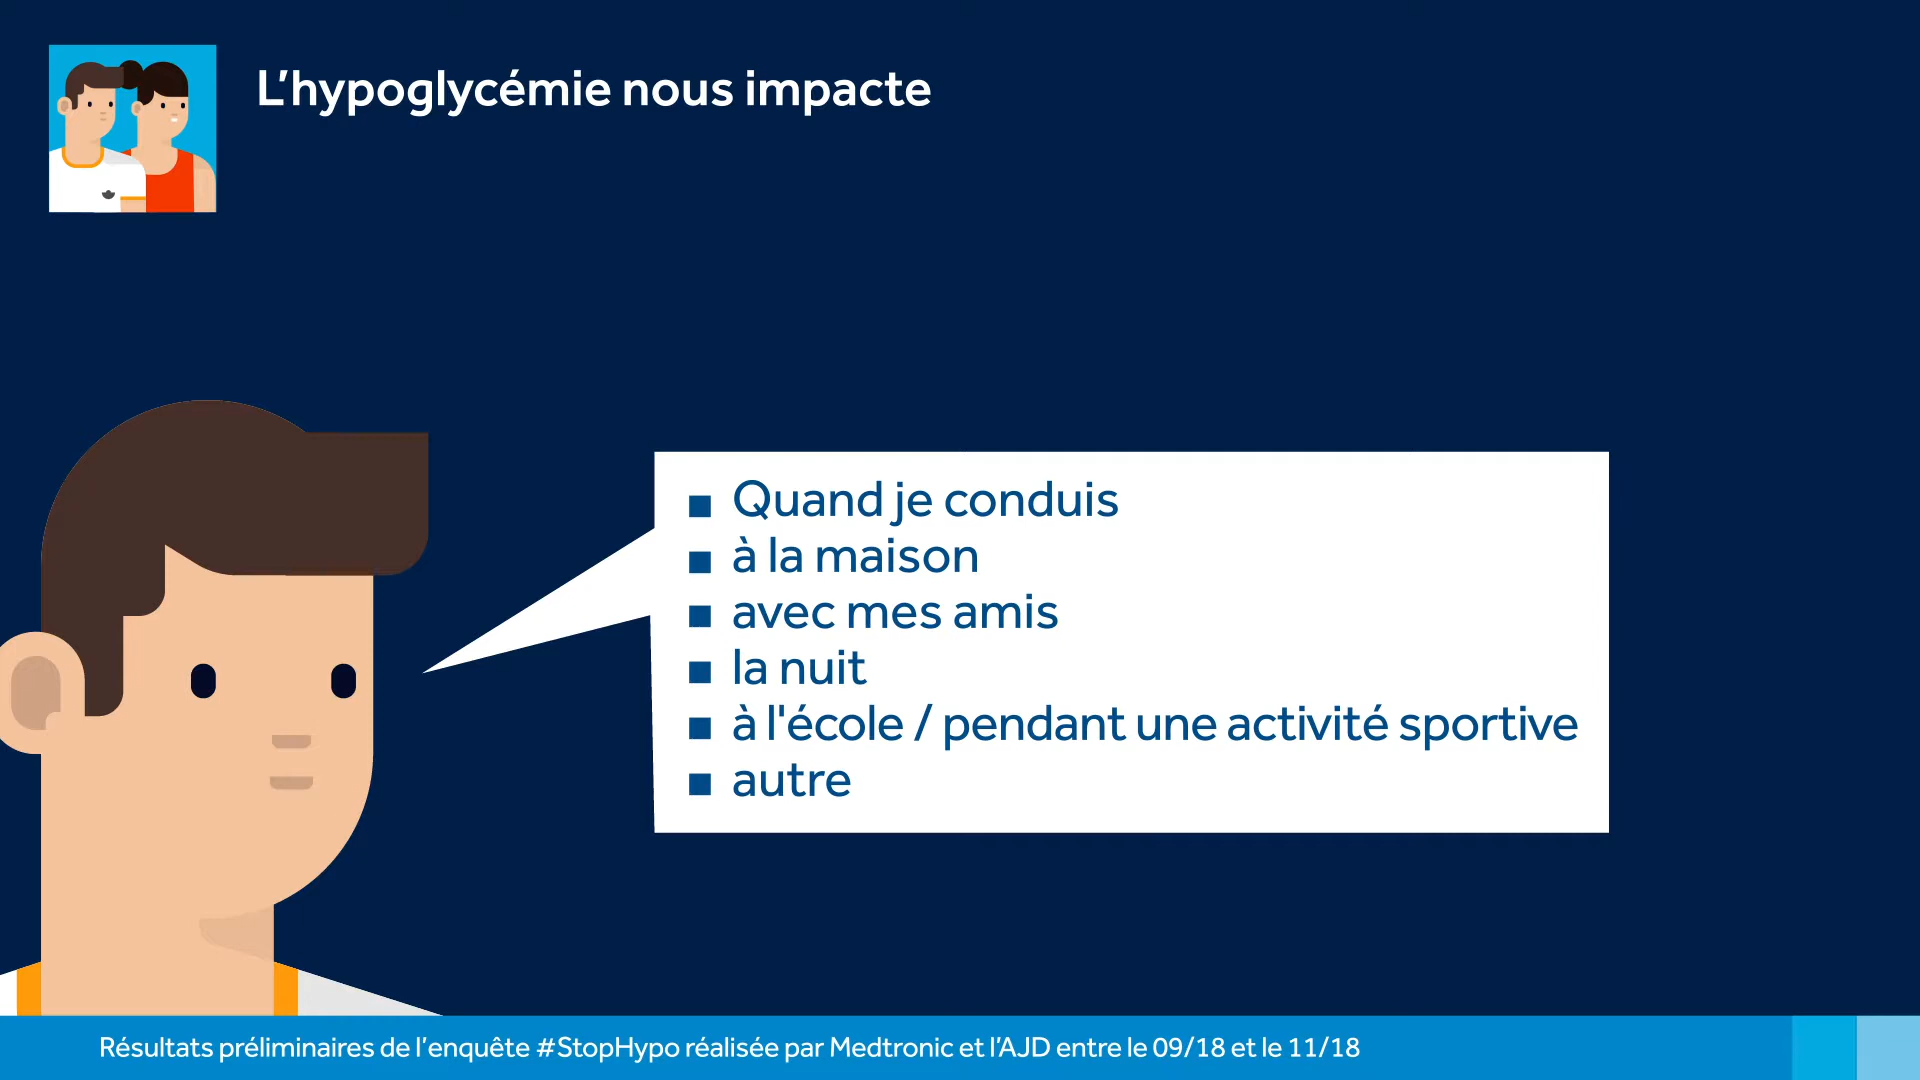 L’hypoglycémie nous impacte
■ Quand je conduis
■ à la maison
■ avec mes amis
■ la nuit
■ à l'école / pendant une activité sportive
■ autre
Résultats préliminaires de l’enquête #StopHypo réalisée par Medtronic et l’AJD entre le 09/18 et le 11/18